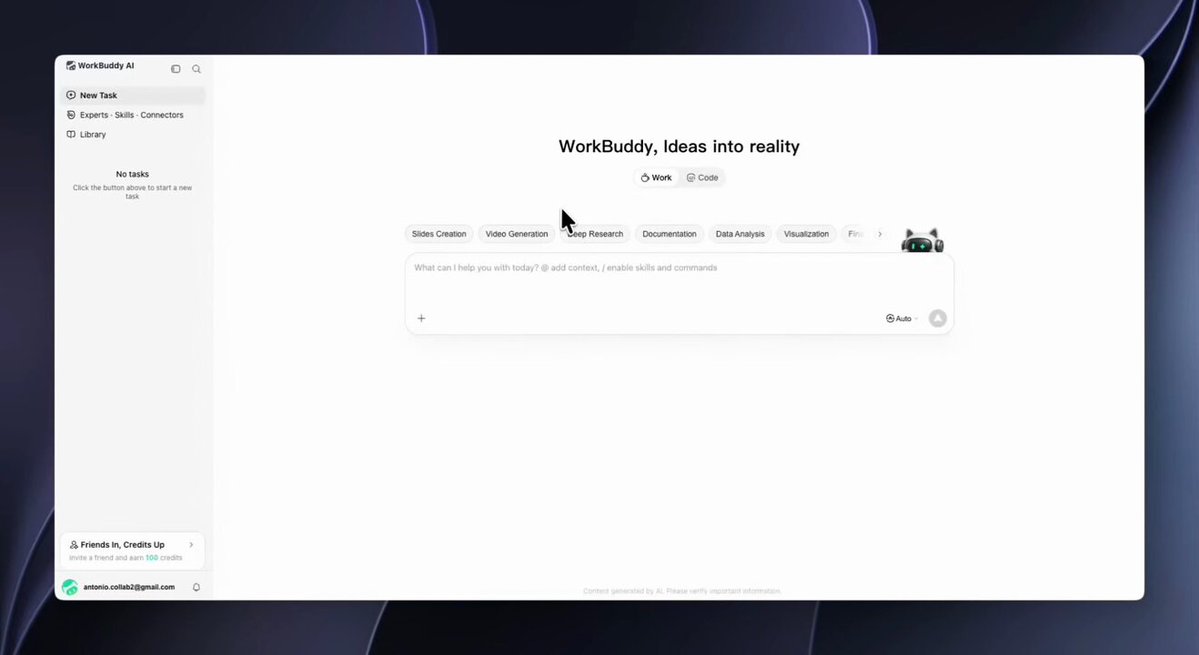 WorkBuddy AI
New Task
Experts · Skills · Connectors
Library
No tasks
Click the button above to start a new
task
Friends In, Credits Up
Invite a friend and earn 100 credits
antonio.collab2@gmail.com
WorkBuddy, Ideas into reality
Work
Code
Slides Creation
Video Generation
Deep Research
Documentation
Data Analysis
Visualization
What can I help you with today? @ add context, / enable skills and commands
Auto
Content generated by AI. Please verify important information.